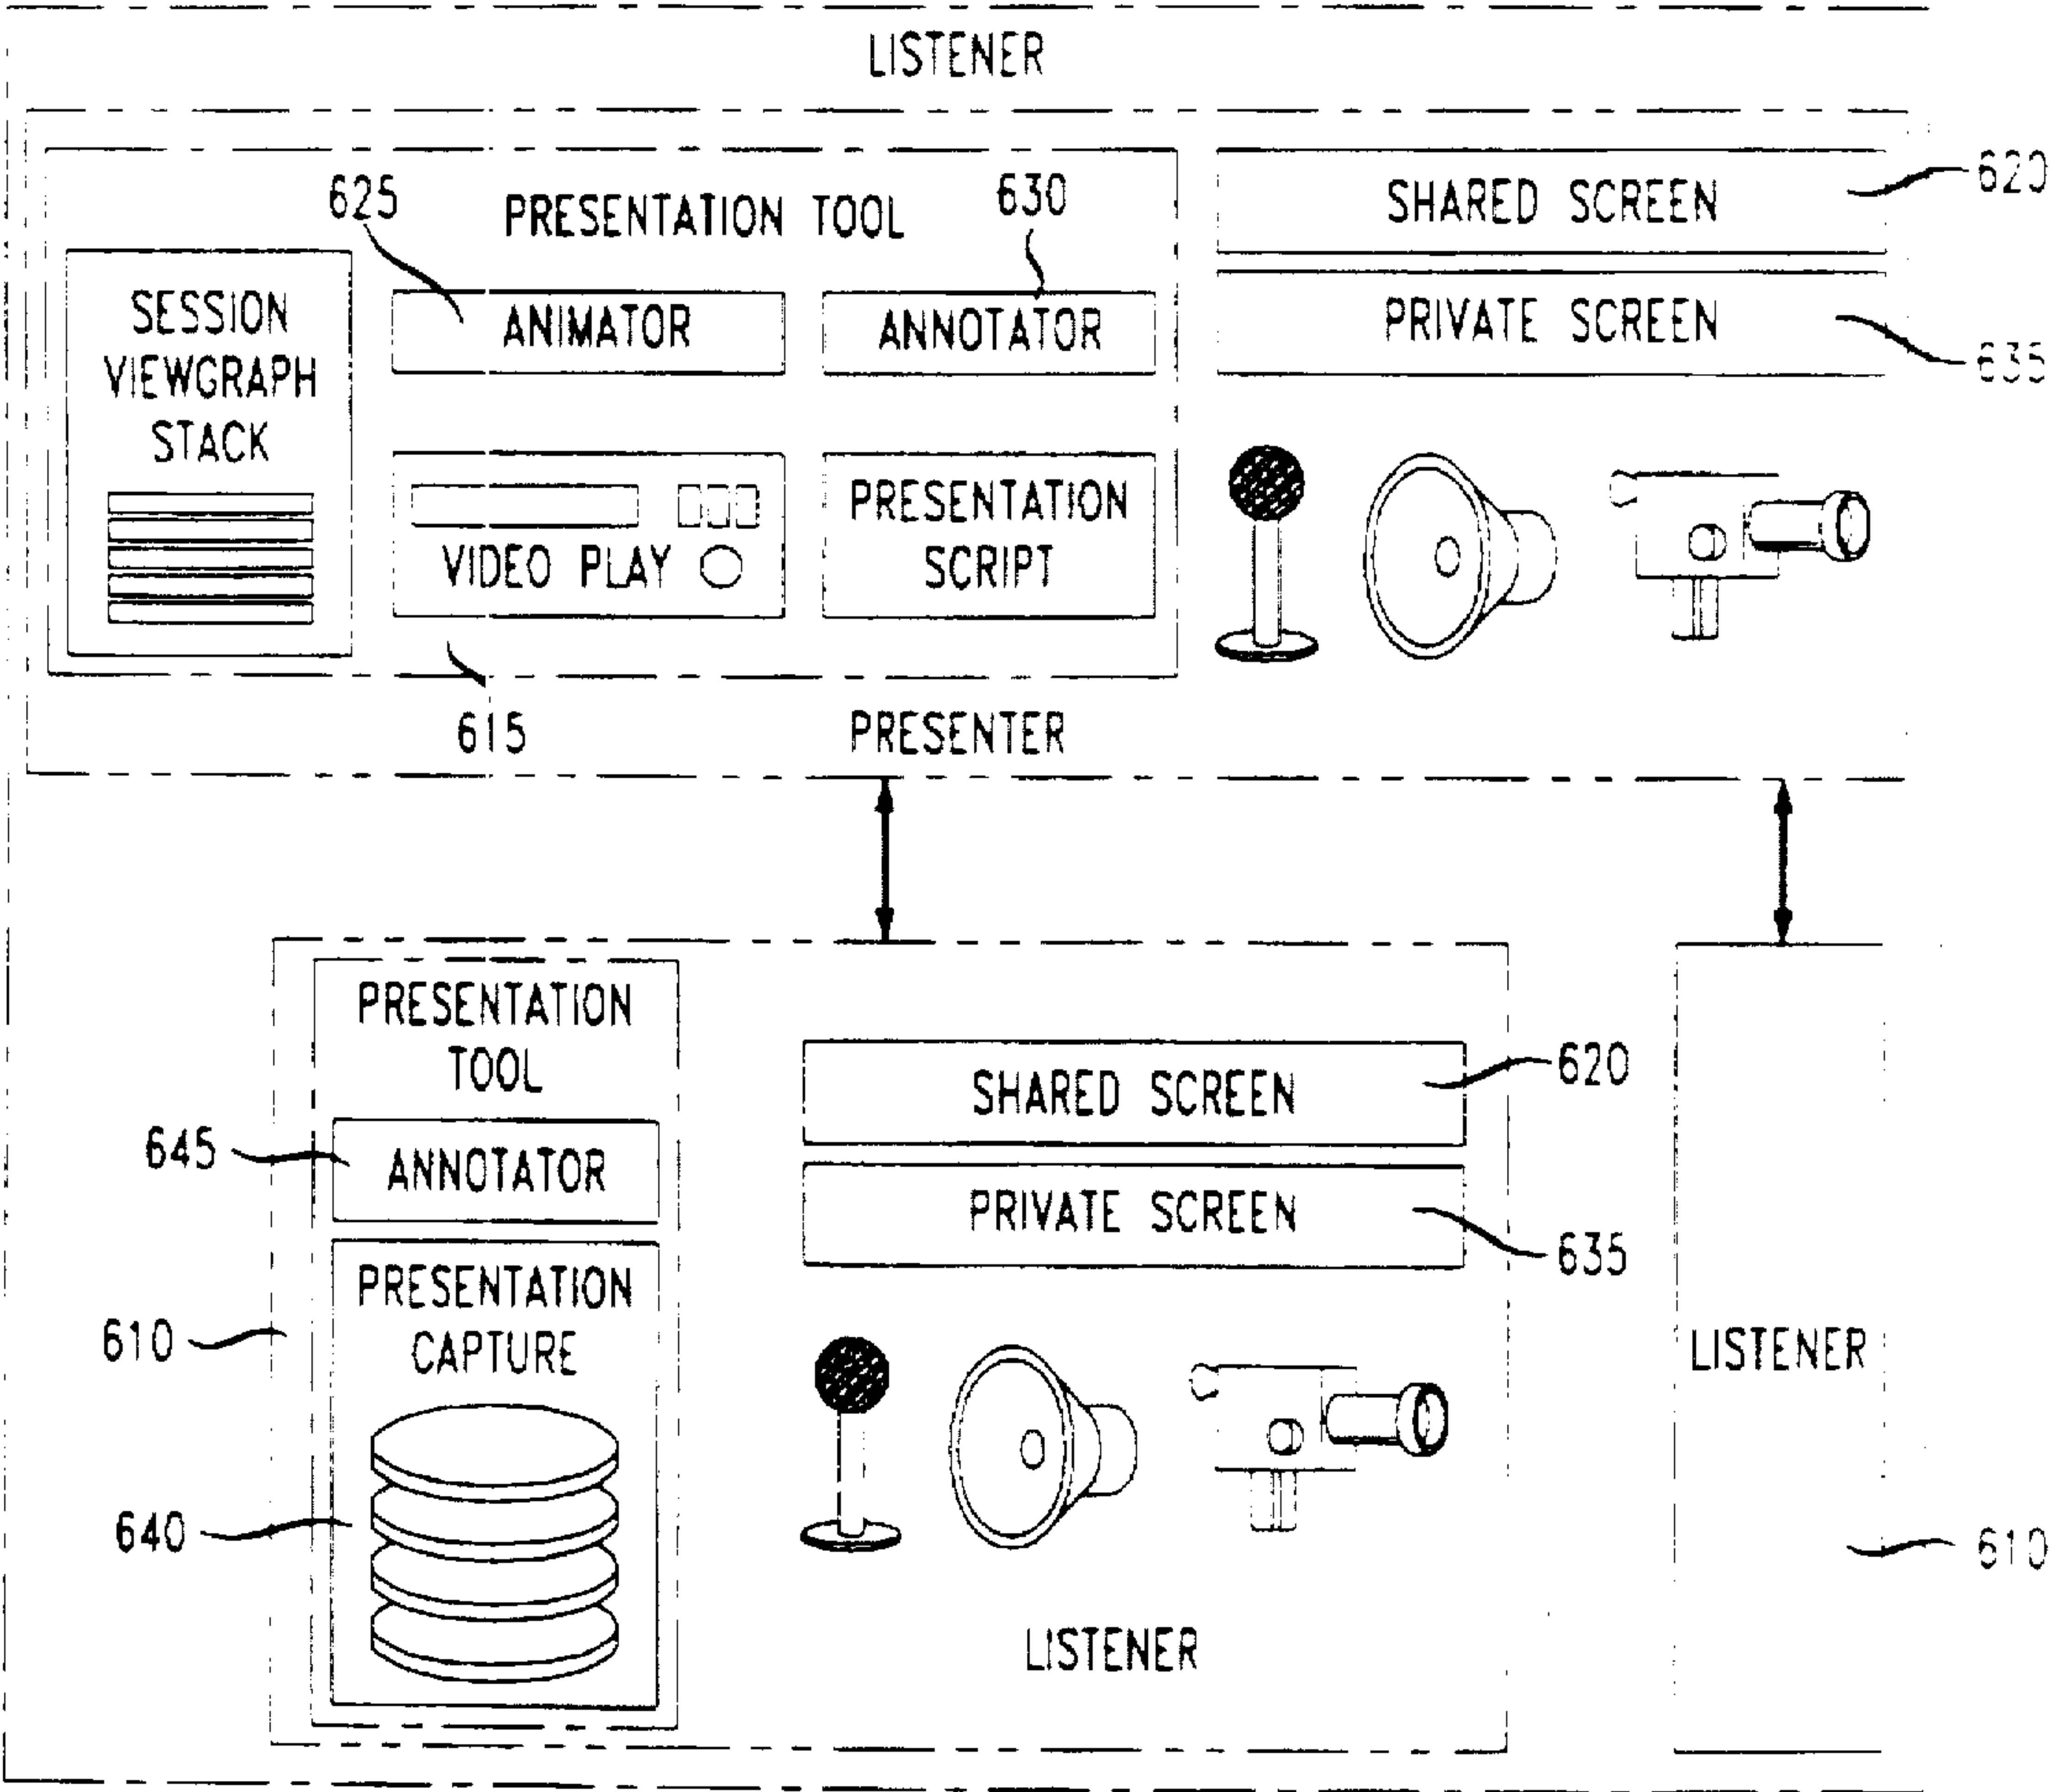 LISTENER
625
PRESENTATION TOOL
630
SHARED SCREEN
620
SESSION
VIEWGRAPH
STACK
ANIMATOR
ANNOTATOR
PRIVATE SCREEN
635
VIDEO PLAY
PRESENTATION
SCRIPT
615
PRESENTER
PRESENTATION
TOOL
SHARED SCREEN
620
645
ANNOTATOR
PRIVATE SCREEN
635
610
PRESENTATION
CAPTURE
640
LISTENER
LISTENER
610